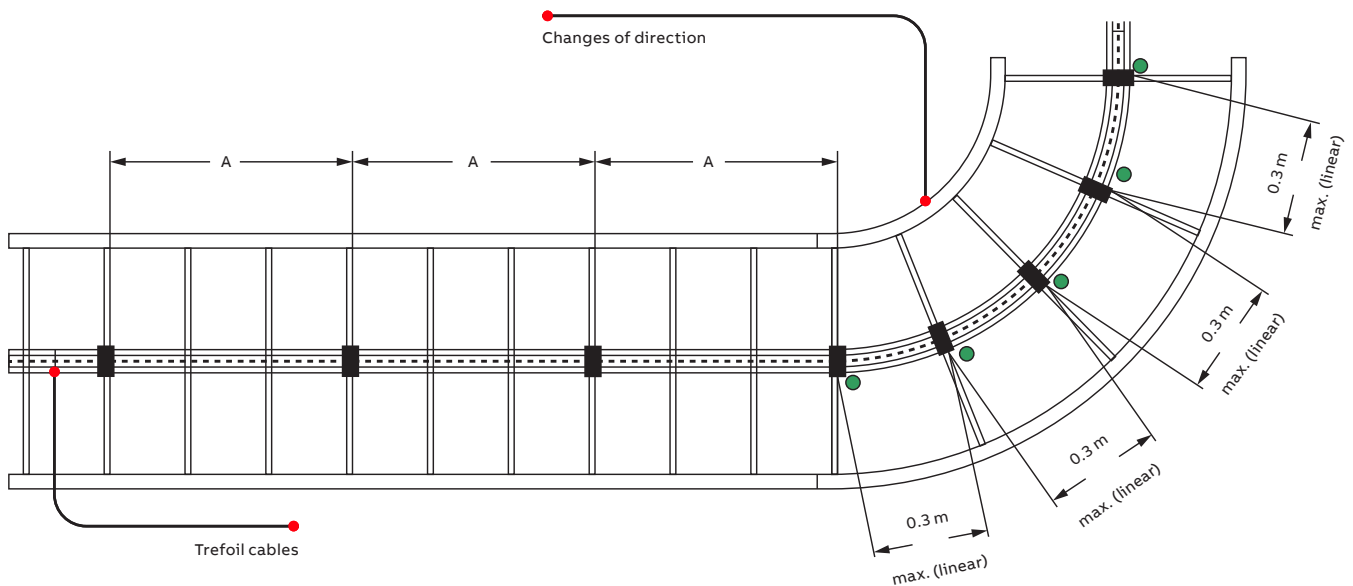 Changes of direction
A
A
A
0.3 m
max. (linear)
0.3 m
max. (linear)
0.3 m
max. (linear)
0.3 m
max. (linear)
Trefoil cables